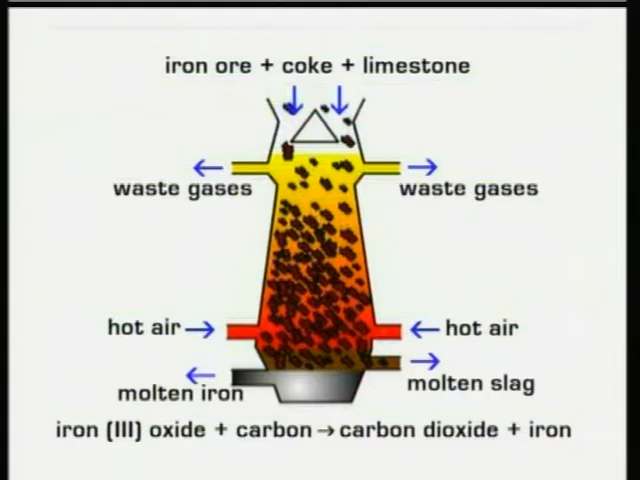 iron ore + coke + limestone
waste gases
waste gases
hot air
hot air
molten iron
molten slag
iron (III) oxide + carbon → carbon dioxide + iron